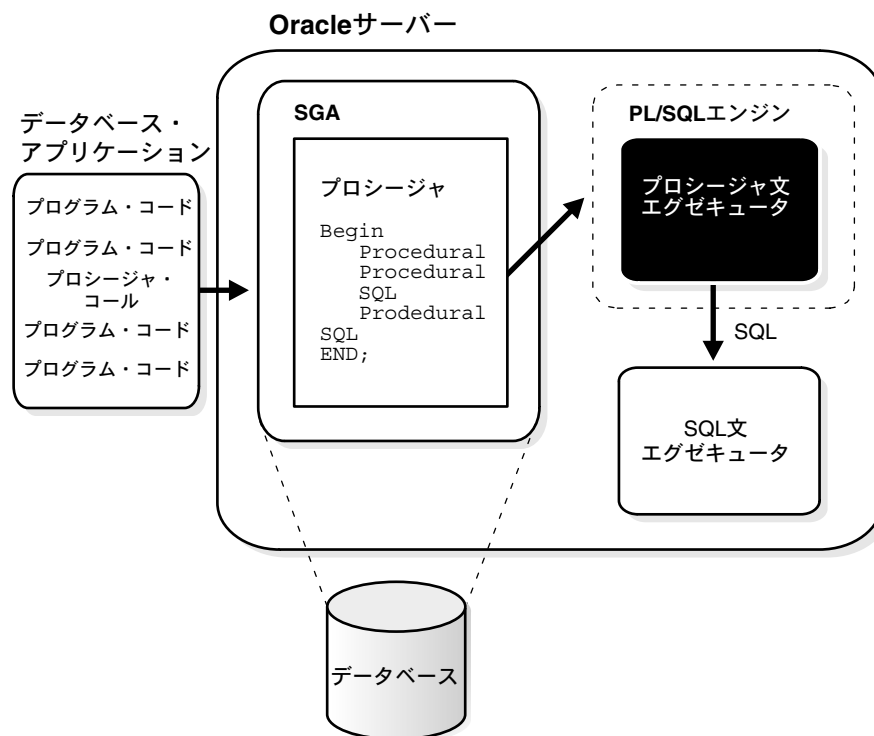 Oracleサーバー
データベース・
アプリケーション
プログラム・コード
プログラム・コード
プロシージャ・
コール
プログラム・コード
プログラム・コード
SGA
プロシージャ
Begin
Procedural
Procedural
SQL
Prodedural
SQL
END;
PL/SQLエンジン
プロシージャ文
エグゼキュータ
SQL
SQL文
エグゼキュータ
データベース